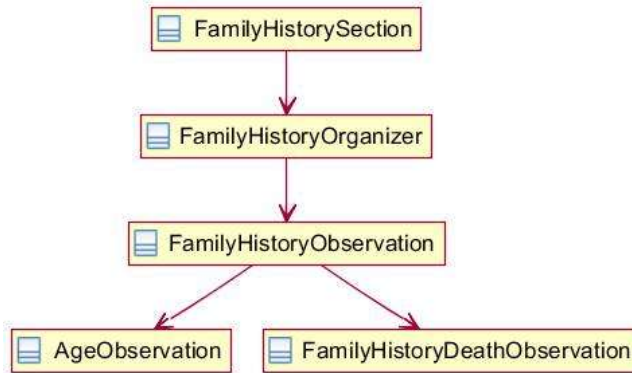 FamilyHistorySection
FamilyHistoryOrganizer
FamilyHistoryObservation
AgeObservation
FamilyHistoryDeathObservation